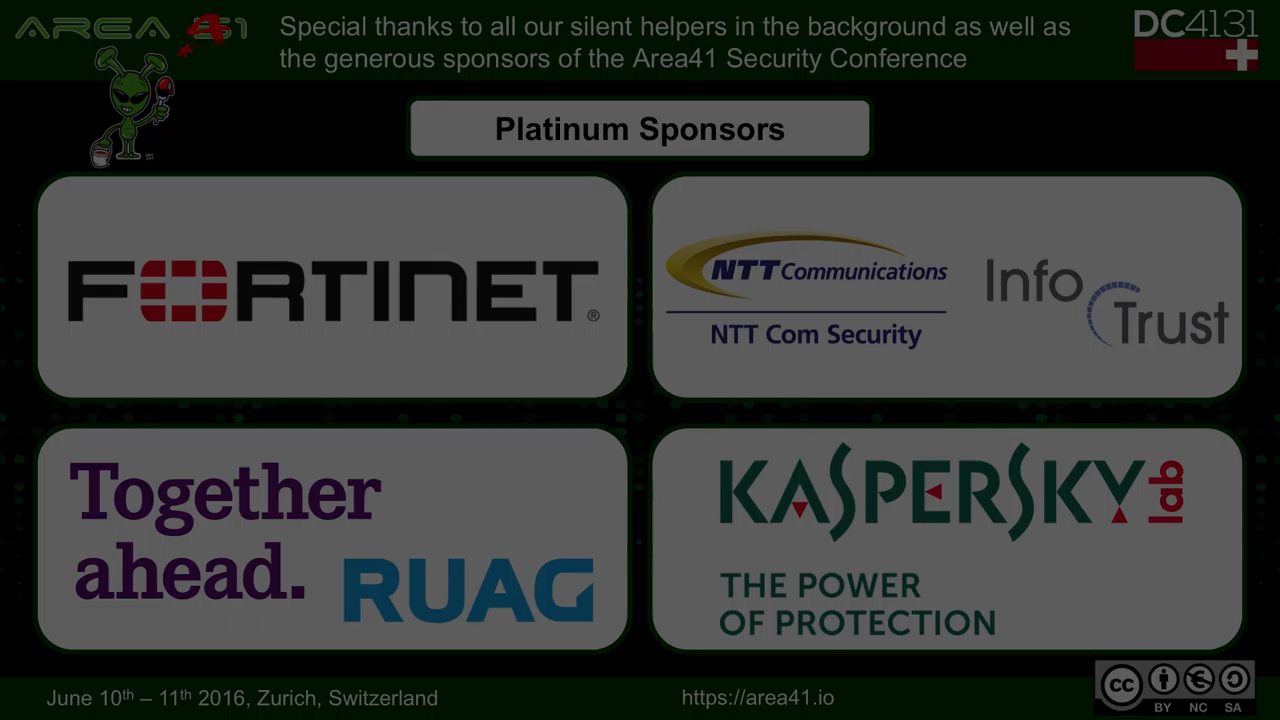 AREA 41
Special thanks to all our silent helpers in the background as well as
the generous sponsors of the Area41 Security Conference
DC4131
Platinum Sponsors
FORTINET®
NTT Communications
NTT Com Security
Info
Trust
Together
ahead.
RUAG
KASPERSKY lab
THE POWER
OF PROTECTION
June 10th – 11th 2016, Zurich, Switzerland
https://area41.io
cc
BY NC SA